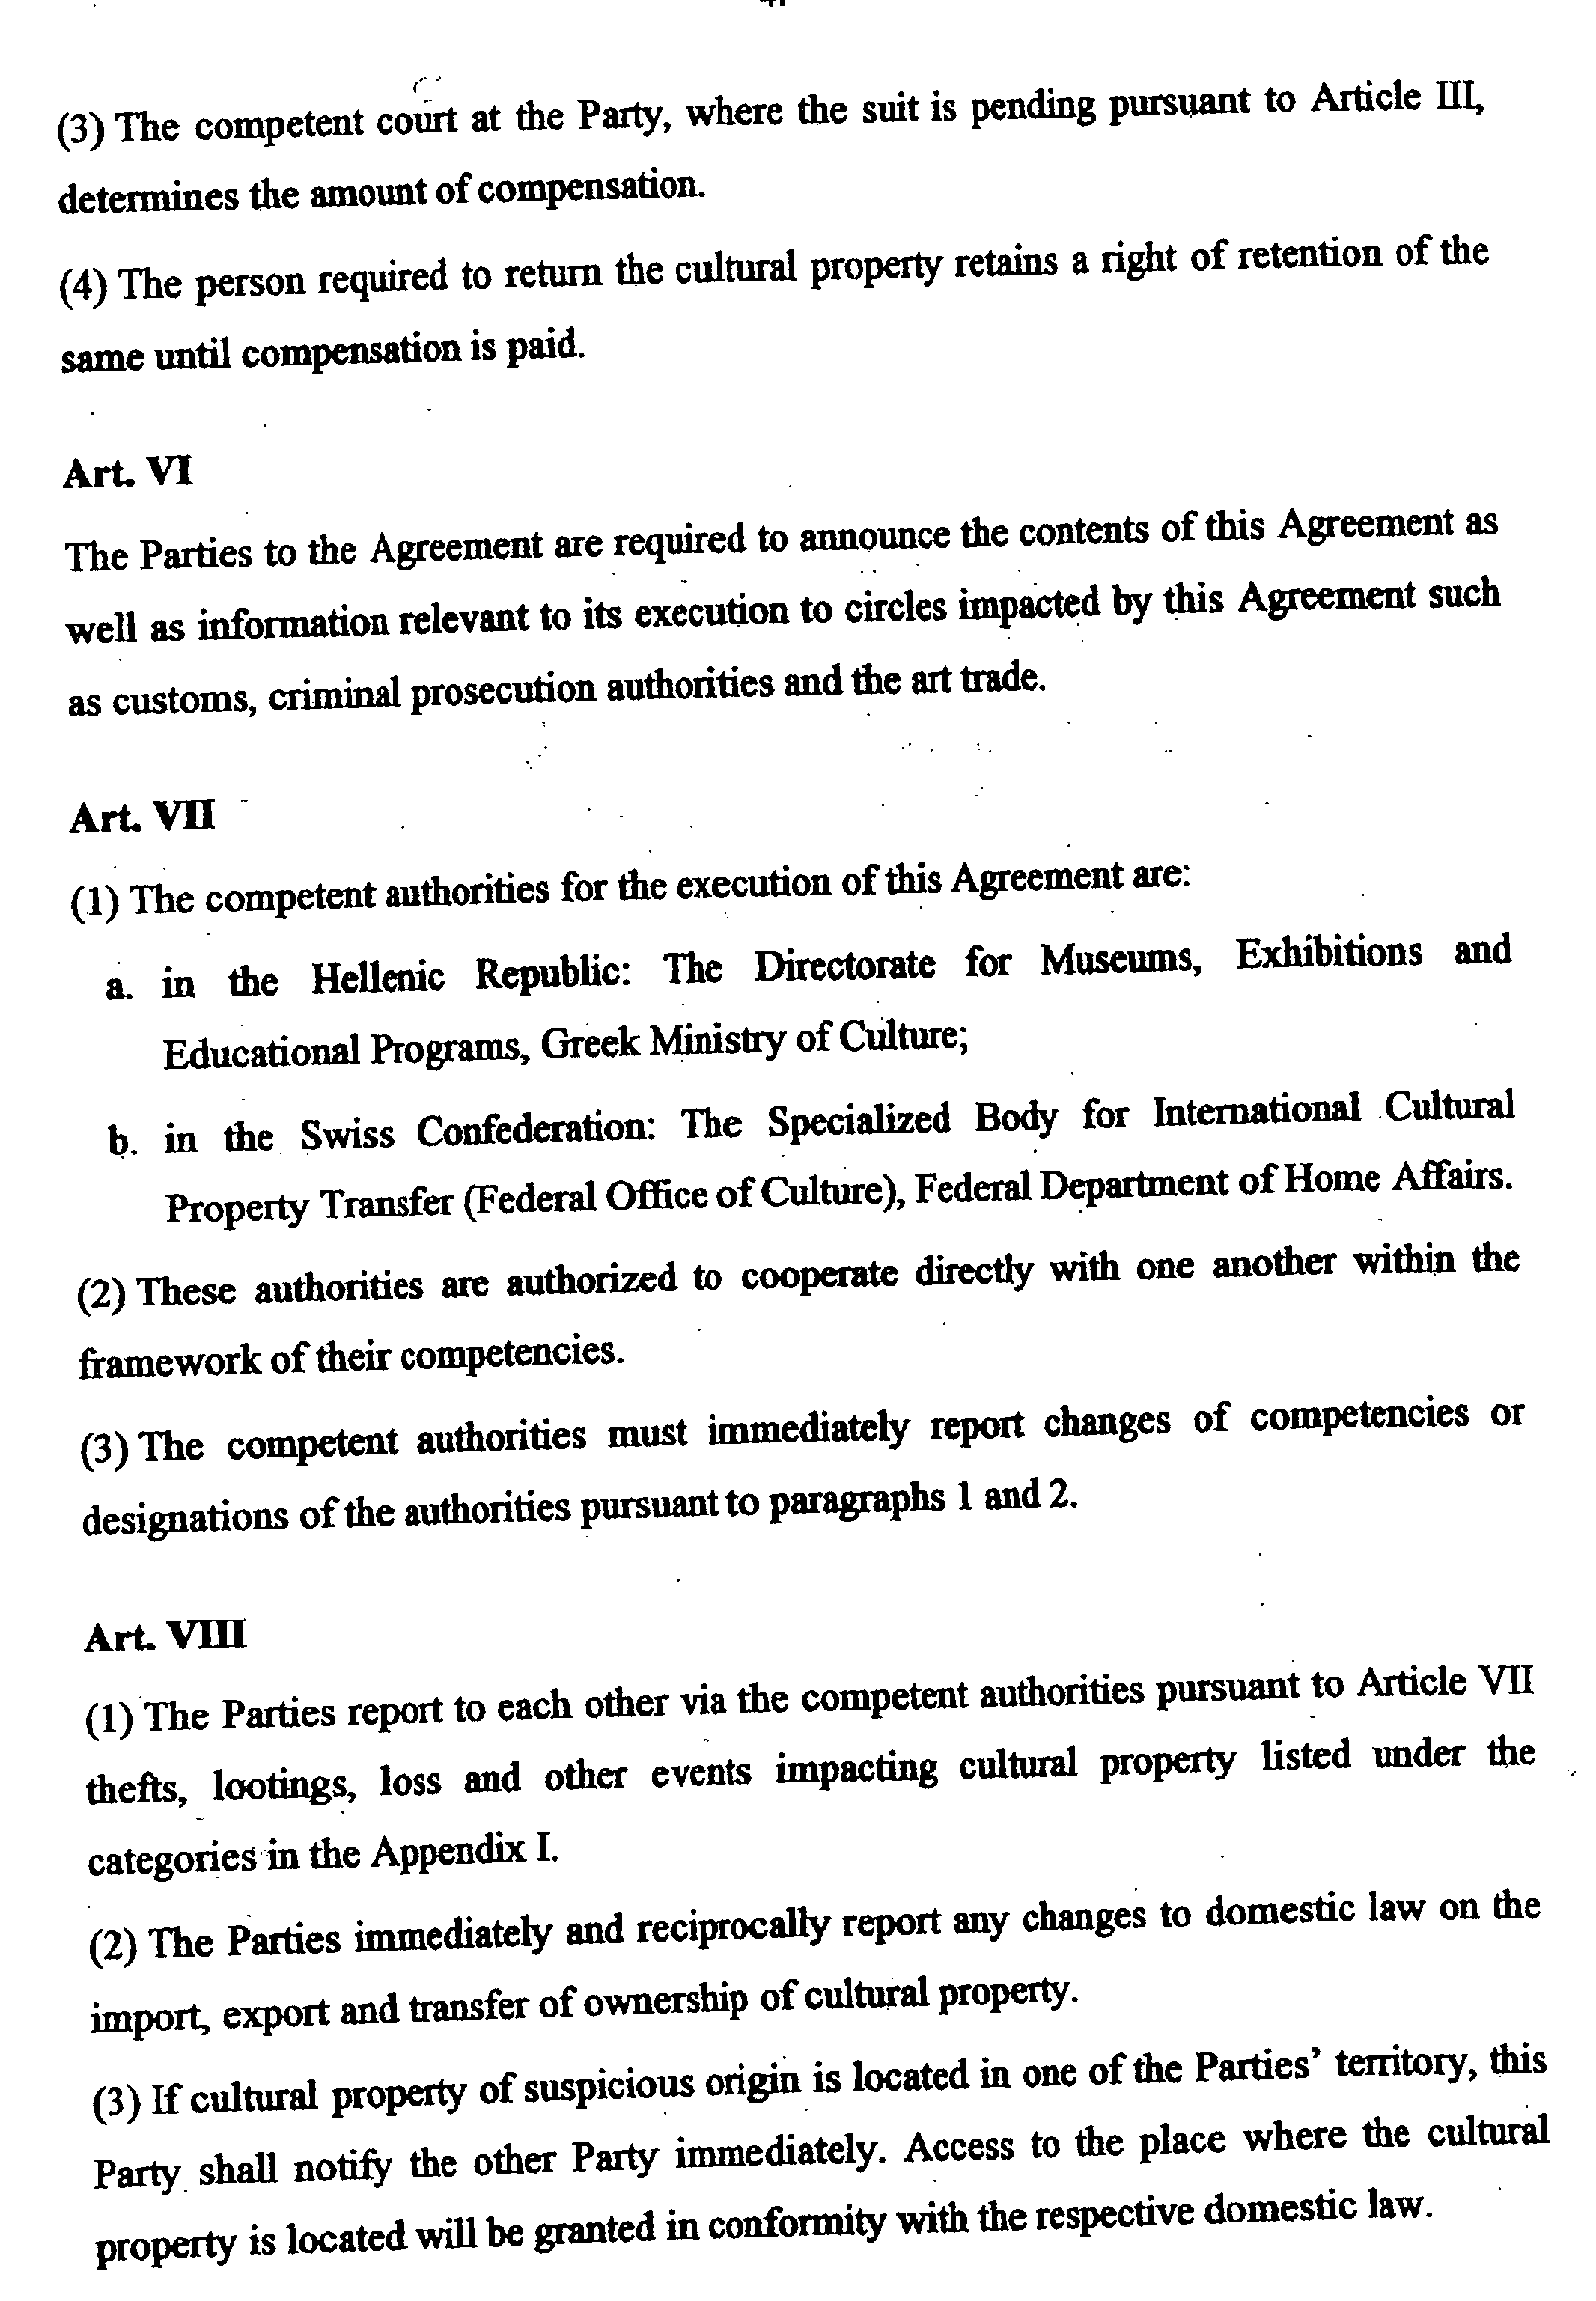 (3) The competent court at the Party, where the suit is pending pursuant to Article III,
determines the amount of compensation.
(4) The person required to return the cultural property retains a right of retention of the
same until compensation is paid.
Art. VI
The Parties to the Agreement are required to announce the contents of this Agreement as
well as information relevant to its execution to circles impacted by this Agreement such
as customs, criminal prosecution authorities and the art trade.
Art. VII
(1) The competent authorities for the execution of this Agreement are:
a. in the Hellenic Republic: The Directorate for Museums, Exhibitions and
Educational Programs, Greek Ministry of Culture;
b. in the Swiss Confederation: The Specialized Body for International Cultural
Property Transfer (Federal Office of Culture), Federal Department of Home Affairs.
(2) These authorities are authorized to cooperate directly with one another within the
framework of their competencies.
(3) The competent authorities must immediately report changes of competencies or
designations of the authorities pursuant to paragraphs 1 and 2.
Art. VIII
(1) The Parties report to each other via the competent authorities pursuant to Article VII
thefts, lootings, loss and other events impacting cultural property listed under the
categories in the Appendix I.
(2) The Parties immediately and reciprocally report any changes to domestic law on the
import, export and transfer of ownership of cultural property.
(3) If cultural property of suspicious origin is located in one of the Parties' territory, this
Party shall notify the other Party immediately. Access to the place where the cultural
property is located will be granted in conformity with the respective domestic law.